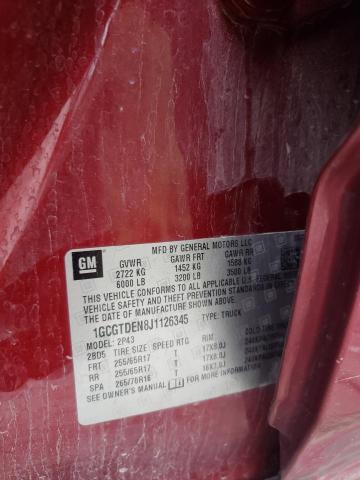 GM
MFD BY GENERAL MOTORS LLC
GVWR GAWR FRT GAWR RR
2722 KG 1452 KG 1588 KG
6000 LB 3200 LB 3500 LB
THIS VEHICLE CONFORMS TO ALL APPLICABLE U.S. FEDERAL MOTOR
VEHICLE SAFETY AND THEFT PREVENTION STANDARDS IN EFFECT ON
THE DATE OF MANUFACTURE SHOWN ABOVE.
1GCGTDEN8J1126345 TYPE: TRUCK
MODEL: 2P43
2BD5 TIRE SIZE SPEED RTG RIM COLD TIRE
FRT 255/65R17 T 17X8.0J
RR 255/65R17 T 17X8.0J
SPA 265/70R16 T 16X7.0J
SEE OWNER'S MANUAL